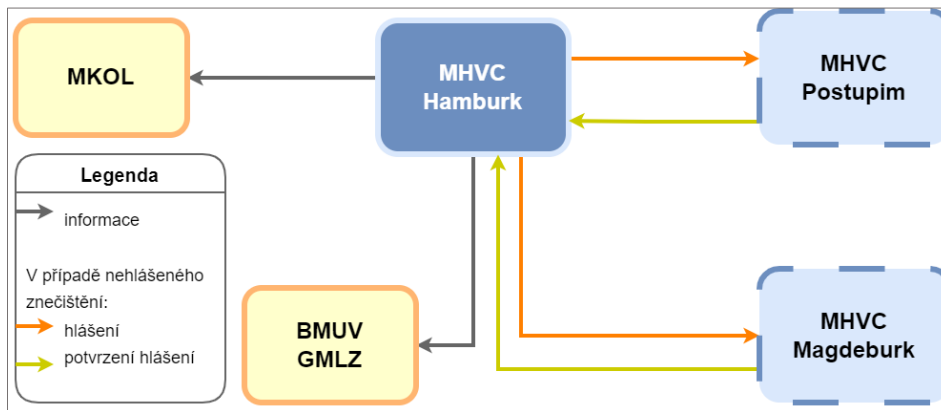 MKOL
MHVC
Hamburk
MHVC
Postupim
Legenda
informace
V případě nehlášeného
znečištění:
hlášení
potvrzení hlášení
BMUV
GMLZ
MHVC
Magdeburk